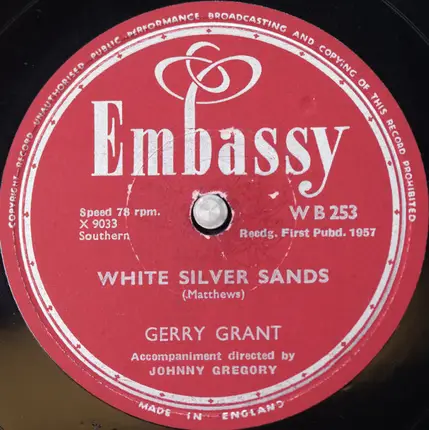 COPYRIGHT RECORD. UNAUTHORISED PUBLIC PERFORMANCE BROADCASTING AND COPYING OF THIS RECORD PROHIBITED
Embassy
Speed 78 rpm.
X 9033
Southern
WB 253
Recdg. First Pubd. 1957
WHITE SILVER SANDS
(Matthews)
GERRY GRANT
Accompaniment directed by
JOHNNY GREGORY
MADE IN ENGLAND